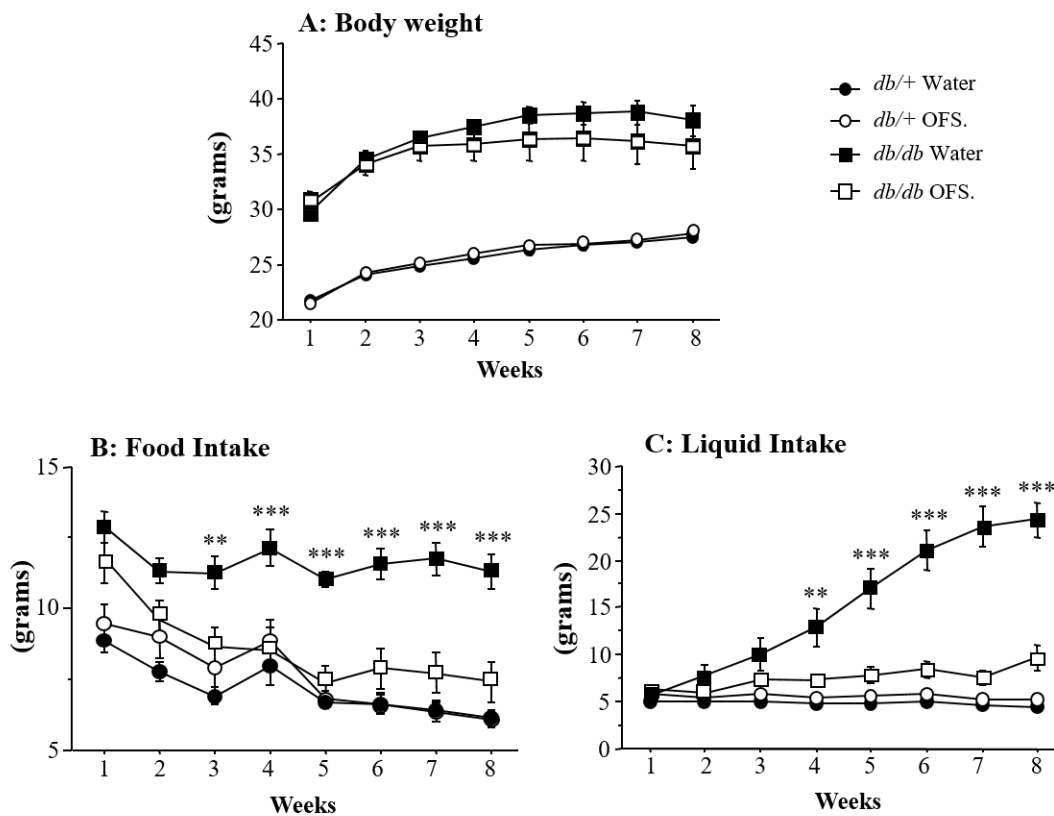 A: Body weight
45
40
35
30
25
20
(grams)
1 2 3 4 5 6 7 8
Weeks
db/+ Water
db/+ OFS.
db/db Water
db/db OFS.
B: Food Intake
15
10
5
(grams)
** *** *** *** *** ***
1 2 3 4 5 6 7 8
Weeks
C: Liquid Intake
30
25
20
15
10
5
0
(grams)
** *** *** *** ***
1 2 3 4 5 6 7 8
Weeks